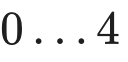 0 . . . 4